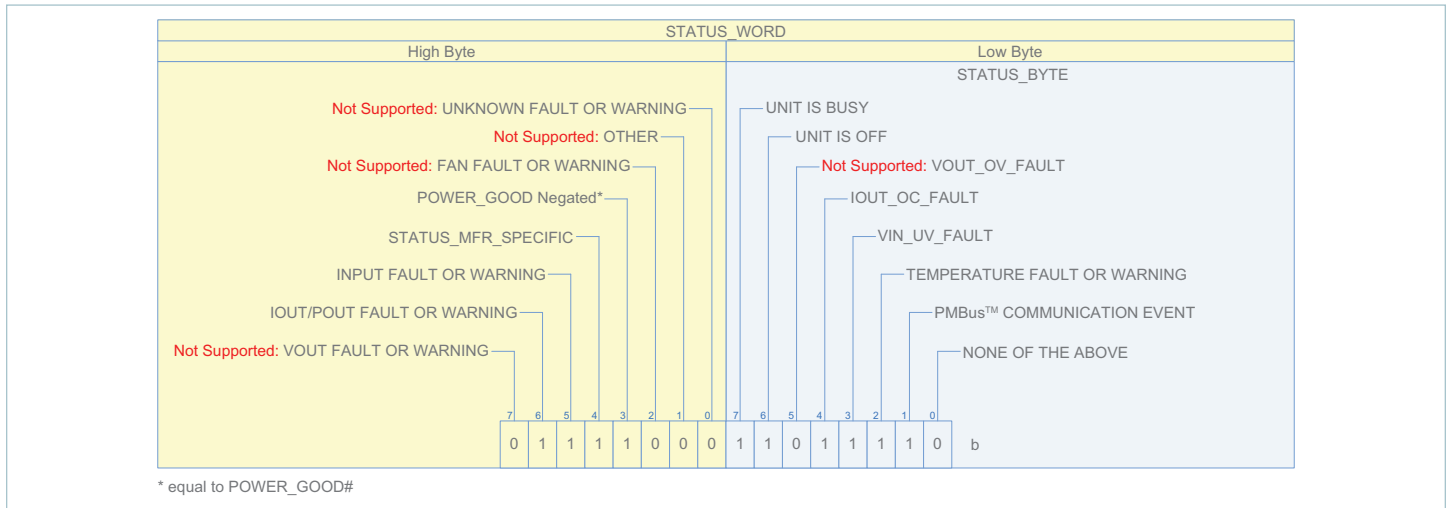 STATUS_WORD
High Byte Low Byte
STATUS_BYTE
Not Supported: UNKNOWN FAULT OR WARNING UNIT IS BUSY
Not Supported: OTHER UNIT IS OFF
Not Supported: FAN FAULT OR WARNING Not Supported: VOUT_OV_FAULT
POWER_GOOD Negated* IOUT_OC_FAULT
STATUS_MFR_SPECIFIC VIN_UV_FAULT
INPUT FAULT OR WARNING TEMPERATURE FAULT OR WARNING
IOUT/POUT FAULT OR WARNING PMBus™ COMMUNICATION EVENT
Not Supported: VOUT FAULT OR WARNING NONE OF THE ABOVE
7 6 5 4 3 2 1 0 7 6 5 4 3 2 1 0
0 1 1 1 1 0 0 0 1 1 0 1 1 1 1 0 b
* equal to POWER_GOOD#